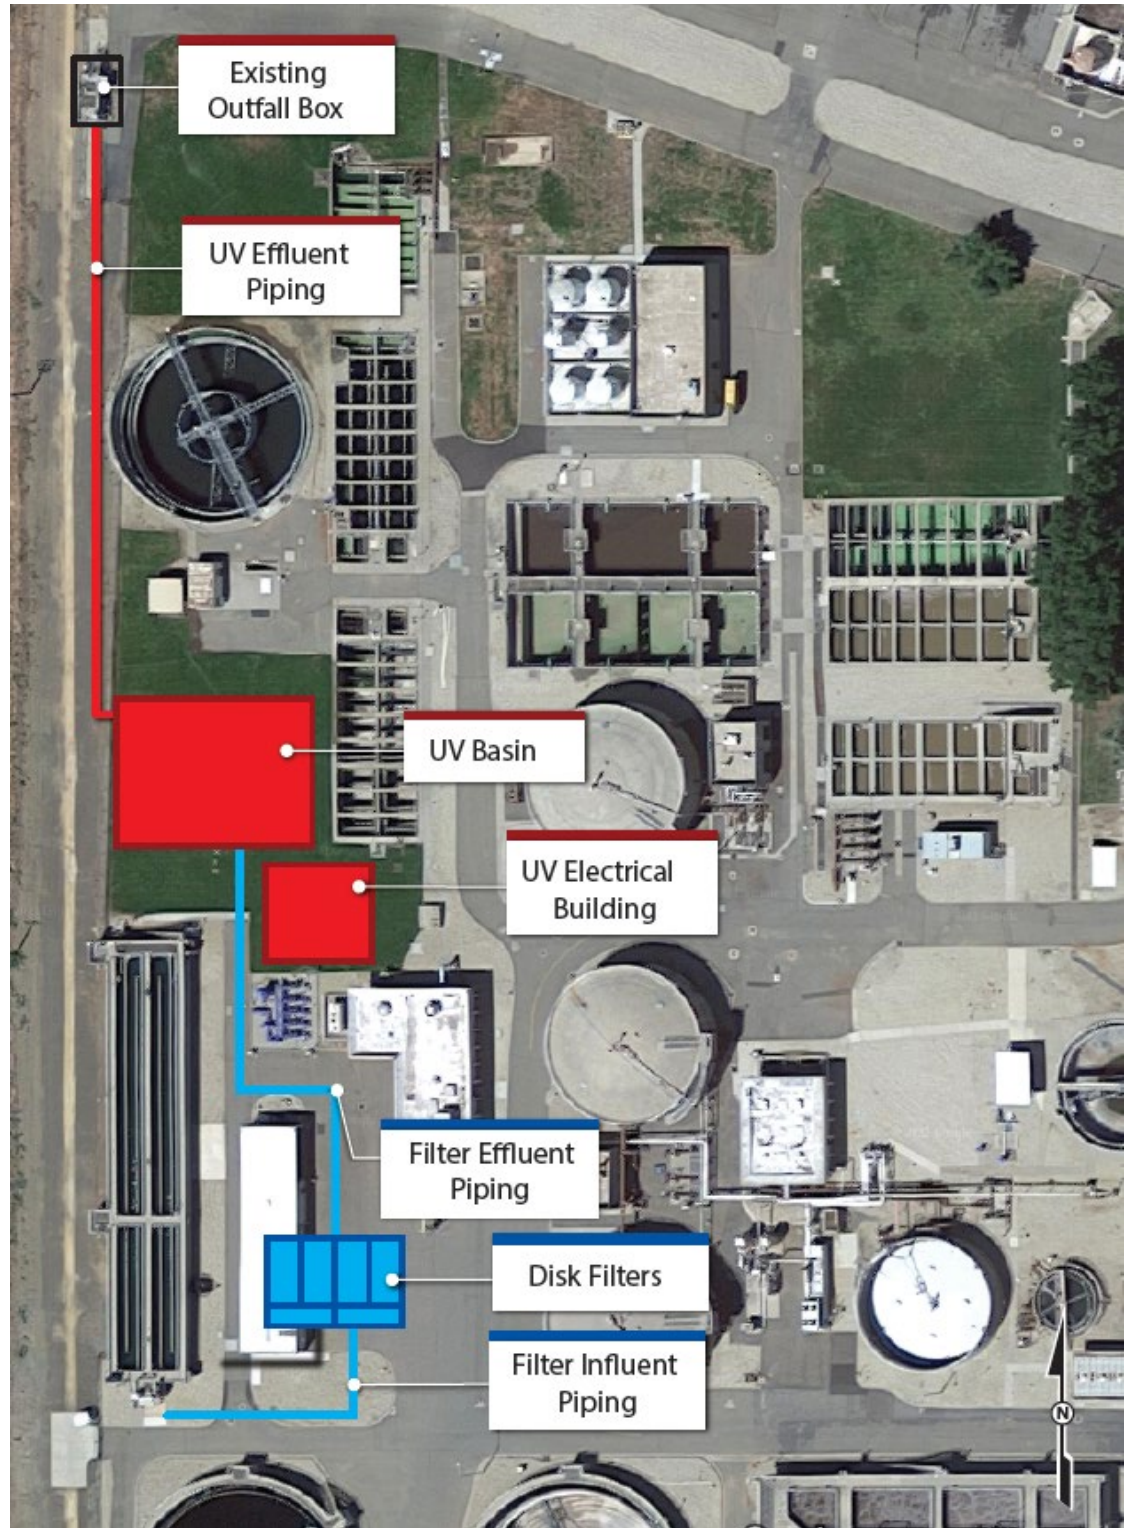 Existing
Outfall Box
UV Effluent
Piping
UV Basin
UV Electrical
Building
Filter Effluent
Piping
Disk Filters
Filter Influent
Piping
N